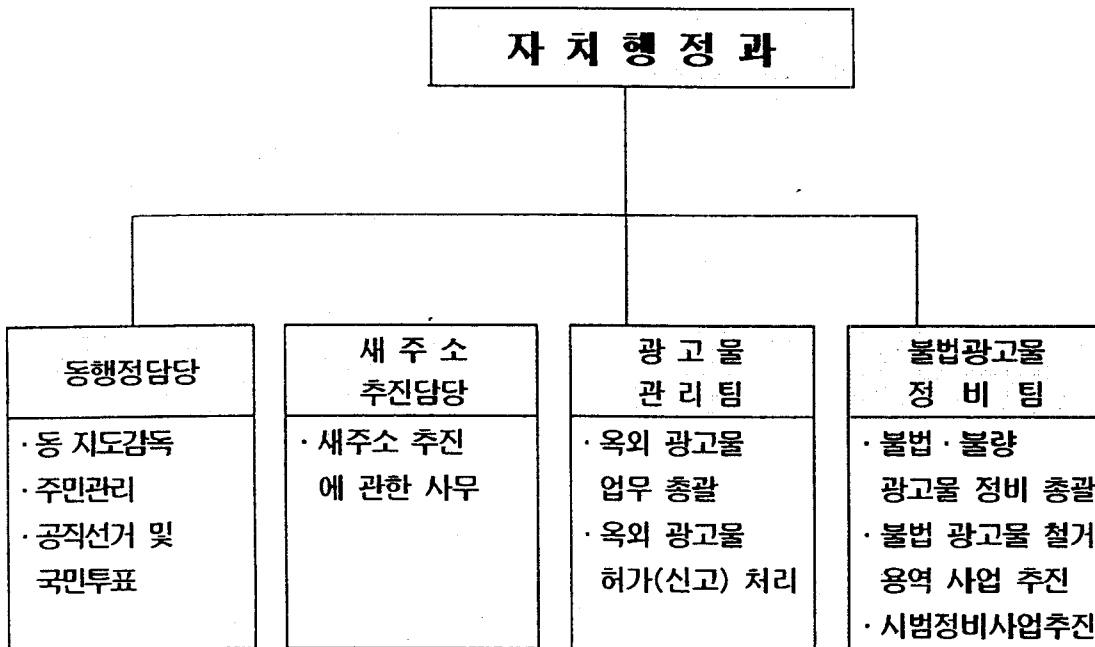 자 치 행 정 과
동행정담당
· 동 지도감독
· 주민관리
· 공직선거 및
국민투표
새 주 소
추진담당
· 새주소 추진
에 관한 사무
광 고 물
관 리 팀
· 옥외 광고물
업무 총괄
· 옥외 광고물
허가(신고) 처리
불법광고물
정 비 팀
· 불법 · 불량
광고물 정비 총괄
· 불법 광고물 철거
용역 사업 추진
· 시범정비사업추진